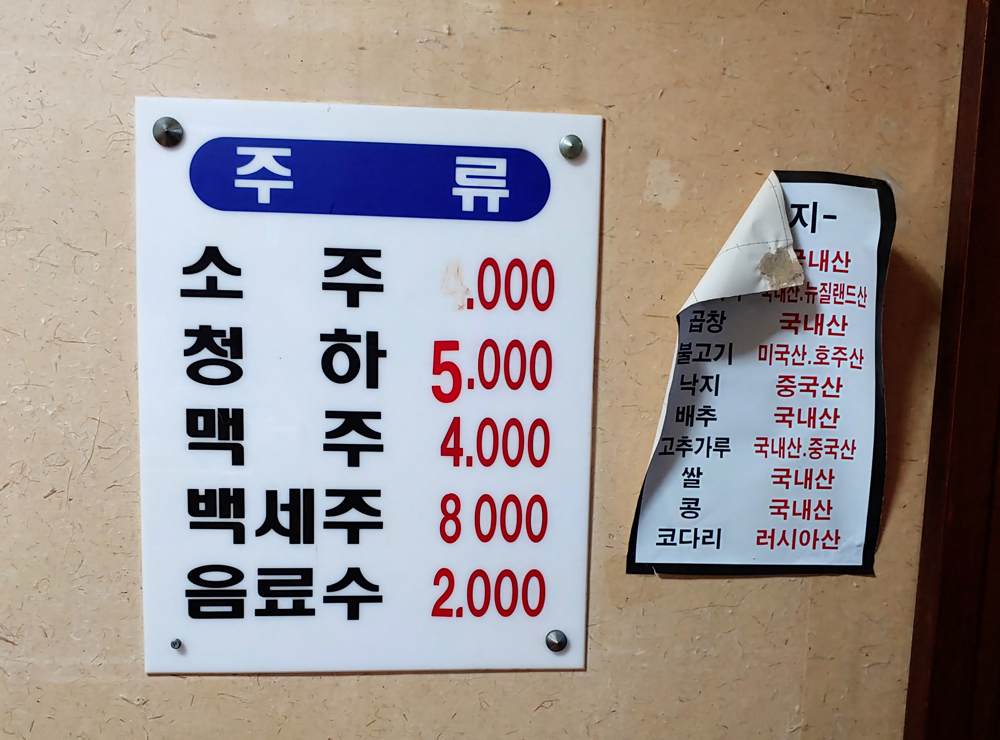 주 류
소 주 .000
청 하 5.000
맥 주 4.000
백세주 8 000
음료수 2.000
지-
국내산
국내산.뉴질랜드산
곱창 국내산
불고기 미국산.호주산
낙지 중국산
배추 국내산
고추가루 국내산.중국산
쌀 국내산
콩 국내산
코다리 러시아산